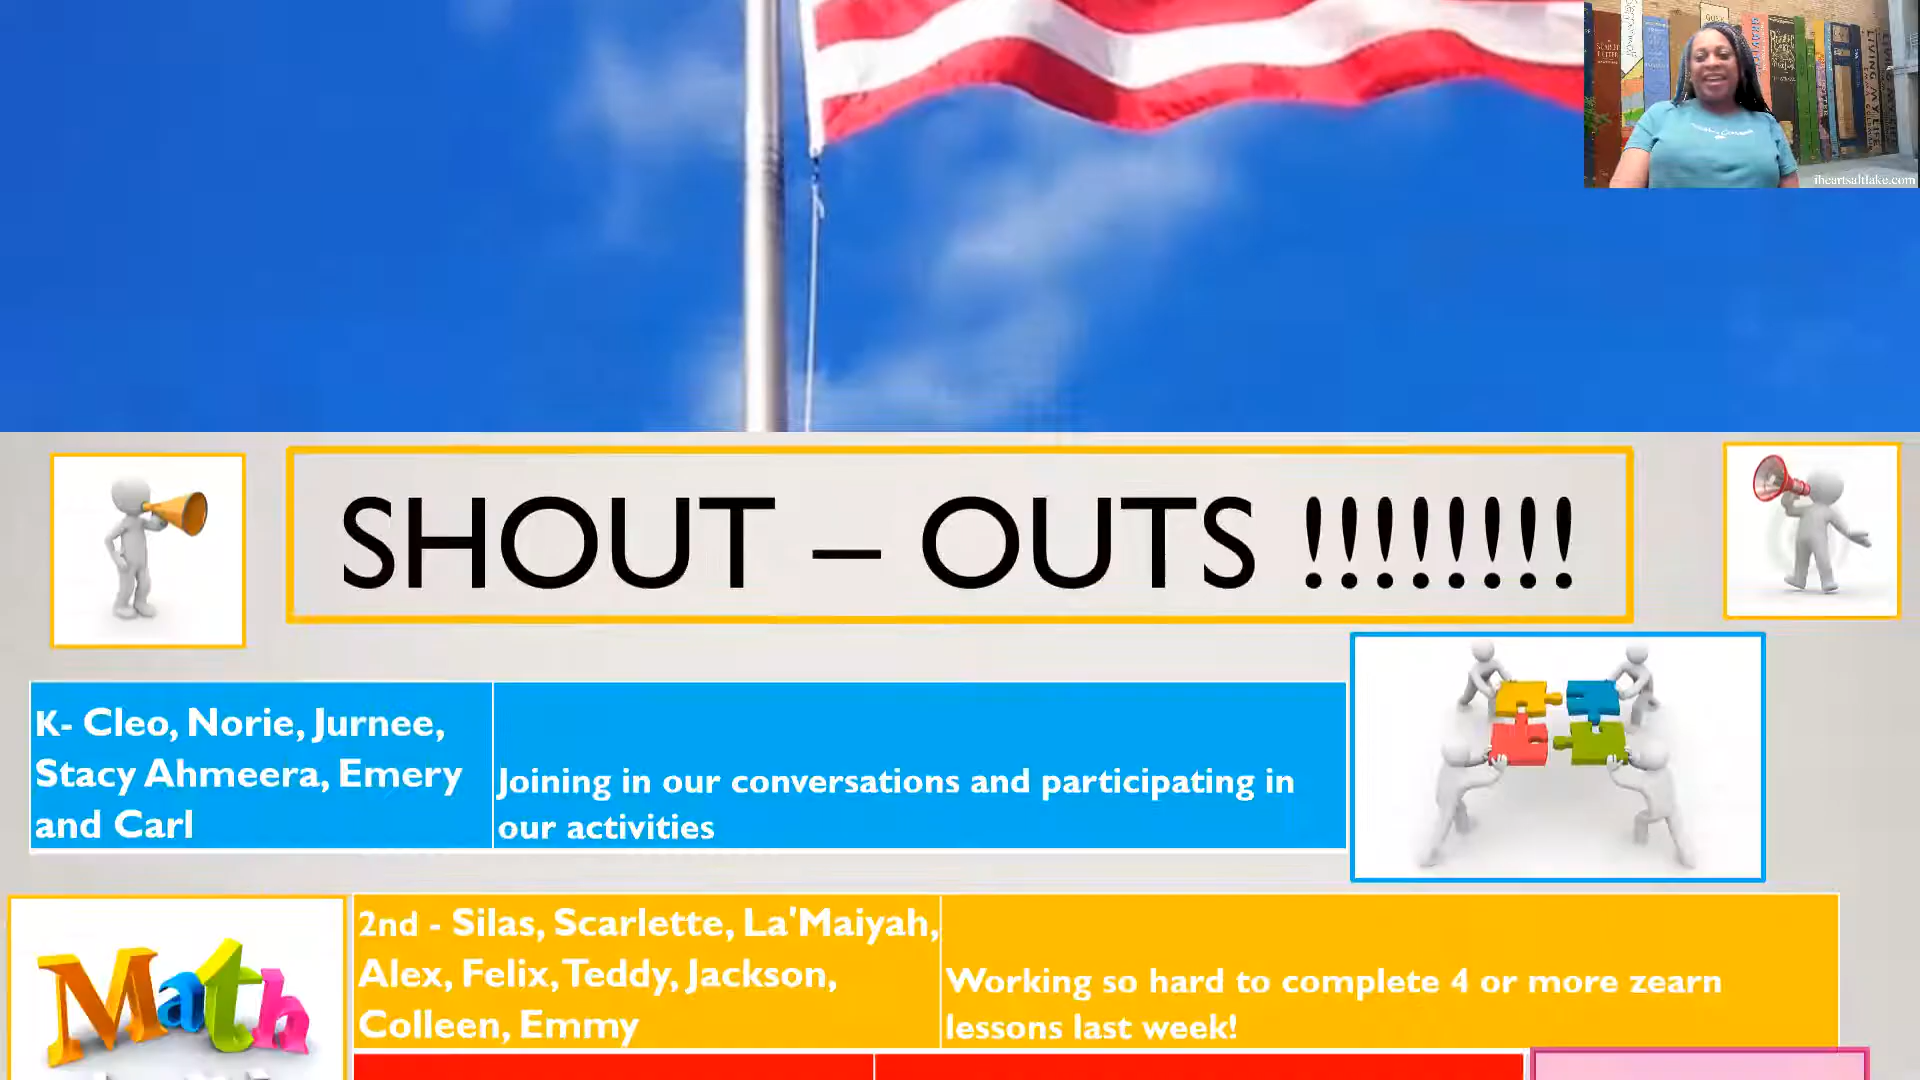 iheartsaltlake.com
SHOUT – OUTS !!!!!!!!
K- Cleo, Norie, Jurnee,
Stacy Ahmeera, Emery
and Carl
Joining in our conversations and participating in
our activities
Math
2nd - Silas, Scarlette, La'Maiyah,
Alex, Felix, Teddy, Jackson,
Colleen, Emmy
Working so hard to complete 4 or more zearn
lessons last week!